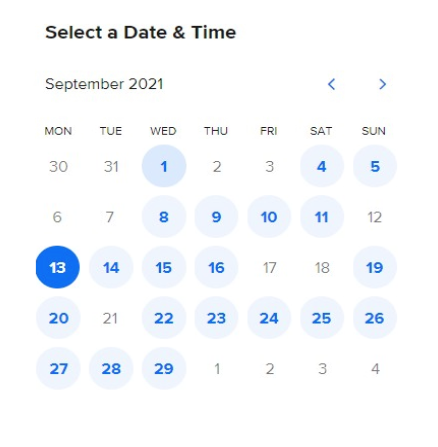 Select a Date & Time
September 2021
MON TUE WED THU FRI SAT SUN
30 31 1 2 3 4 5
6 7 8 9 10 11 12
13 14 15 16 17 18 19
20 21 22 23 24 25 26
27 28 29 1 2 3 4